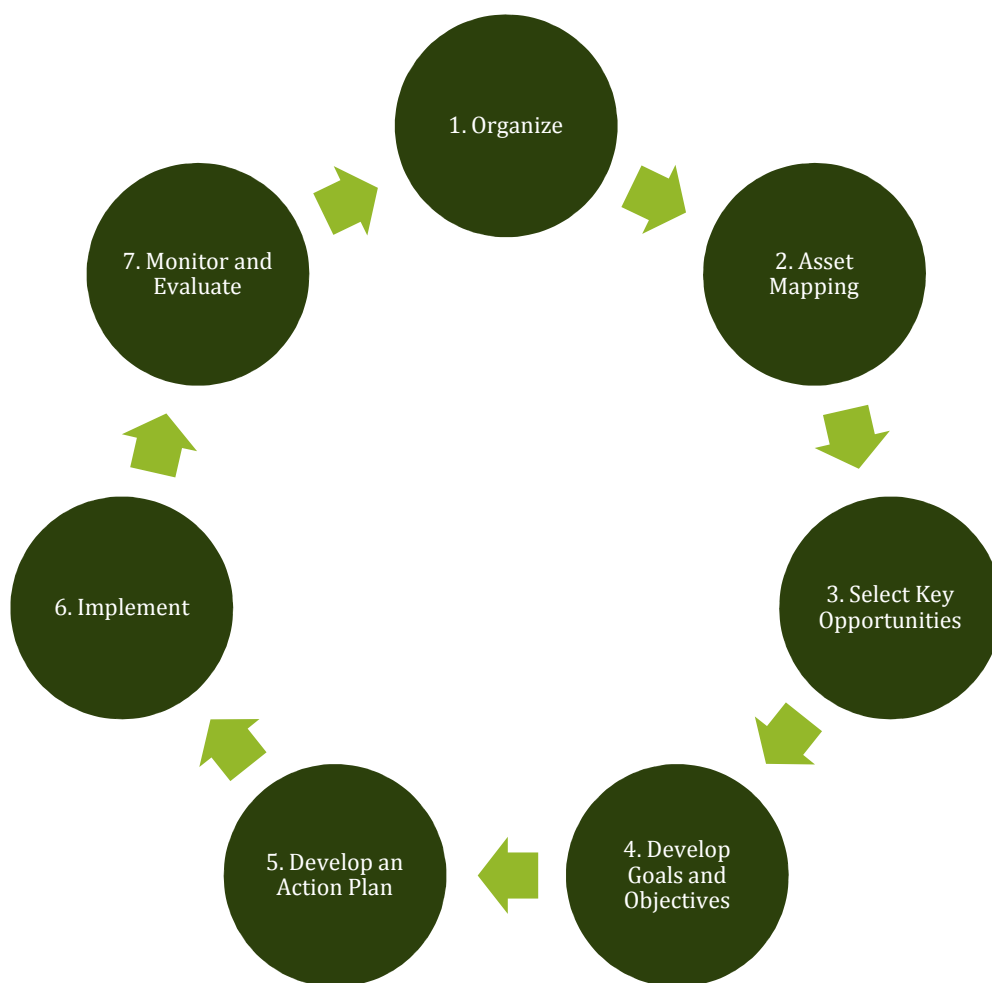 1. Organize
2. Asset
Mapping
3. Select Key
Opportunities
4. Develop
Goals and
Objectives
5. Develop an
Action Plan
6. Implement
7. Monitor and
Evaluate